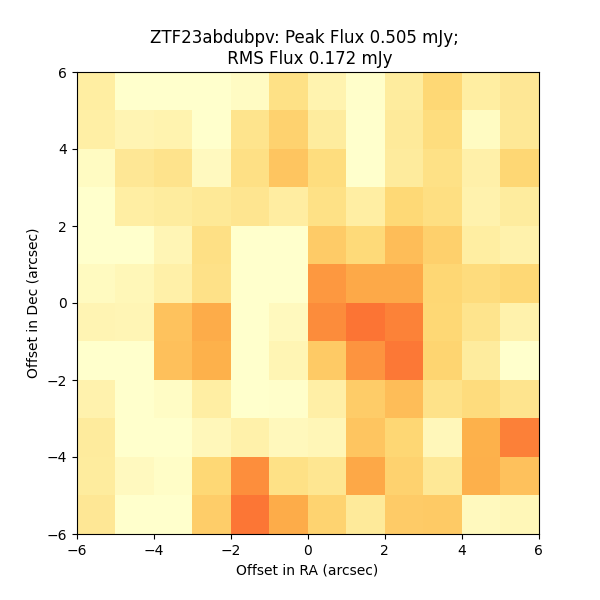 ZTF23abdubpv: Peak Flux 0.505 mJy;
RMS Flux 0.172 mJy
6
4
2
0
−2
−4
−6
Offset in Dec (arcsec)
−6 −4 −2 0 2 4 6
Offset in RA (arcsec)